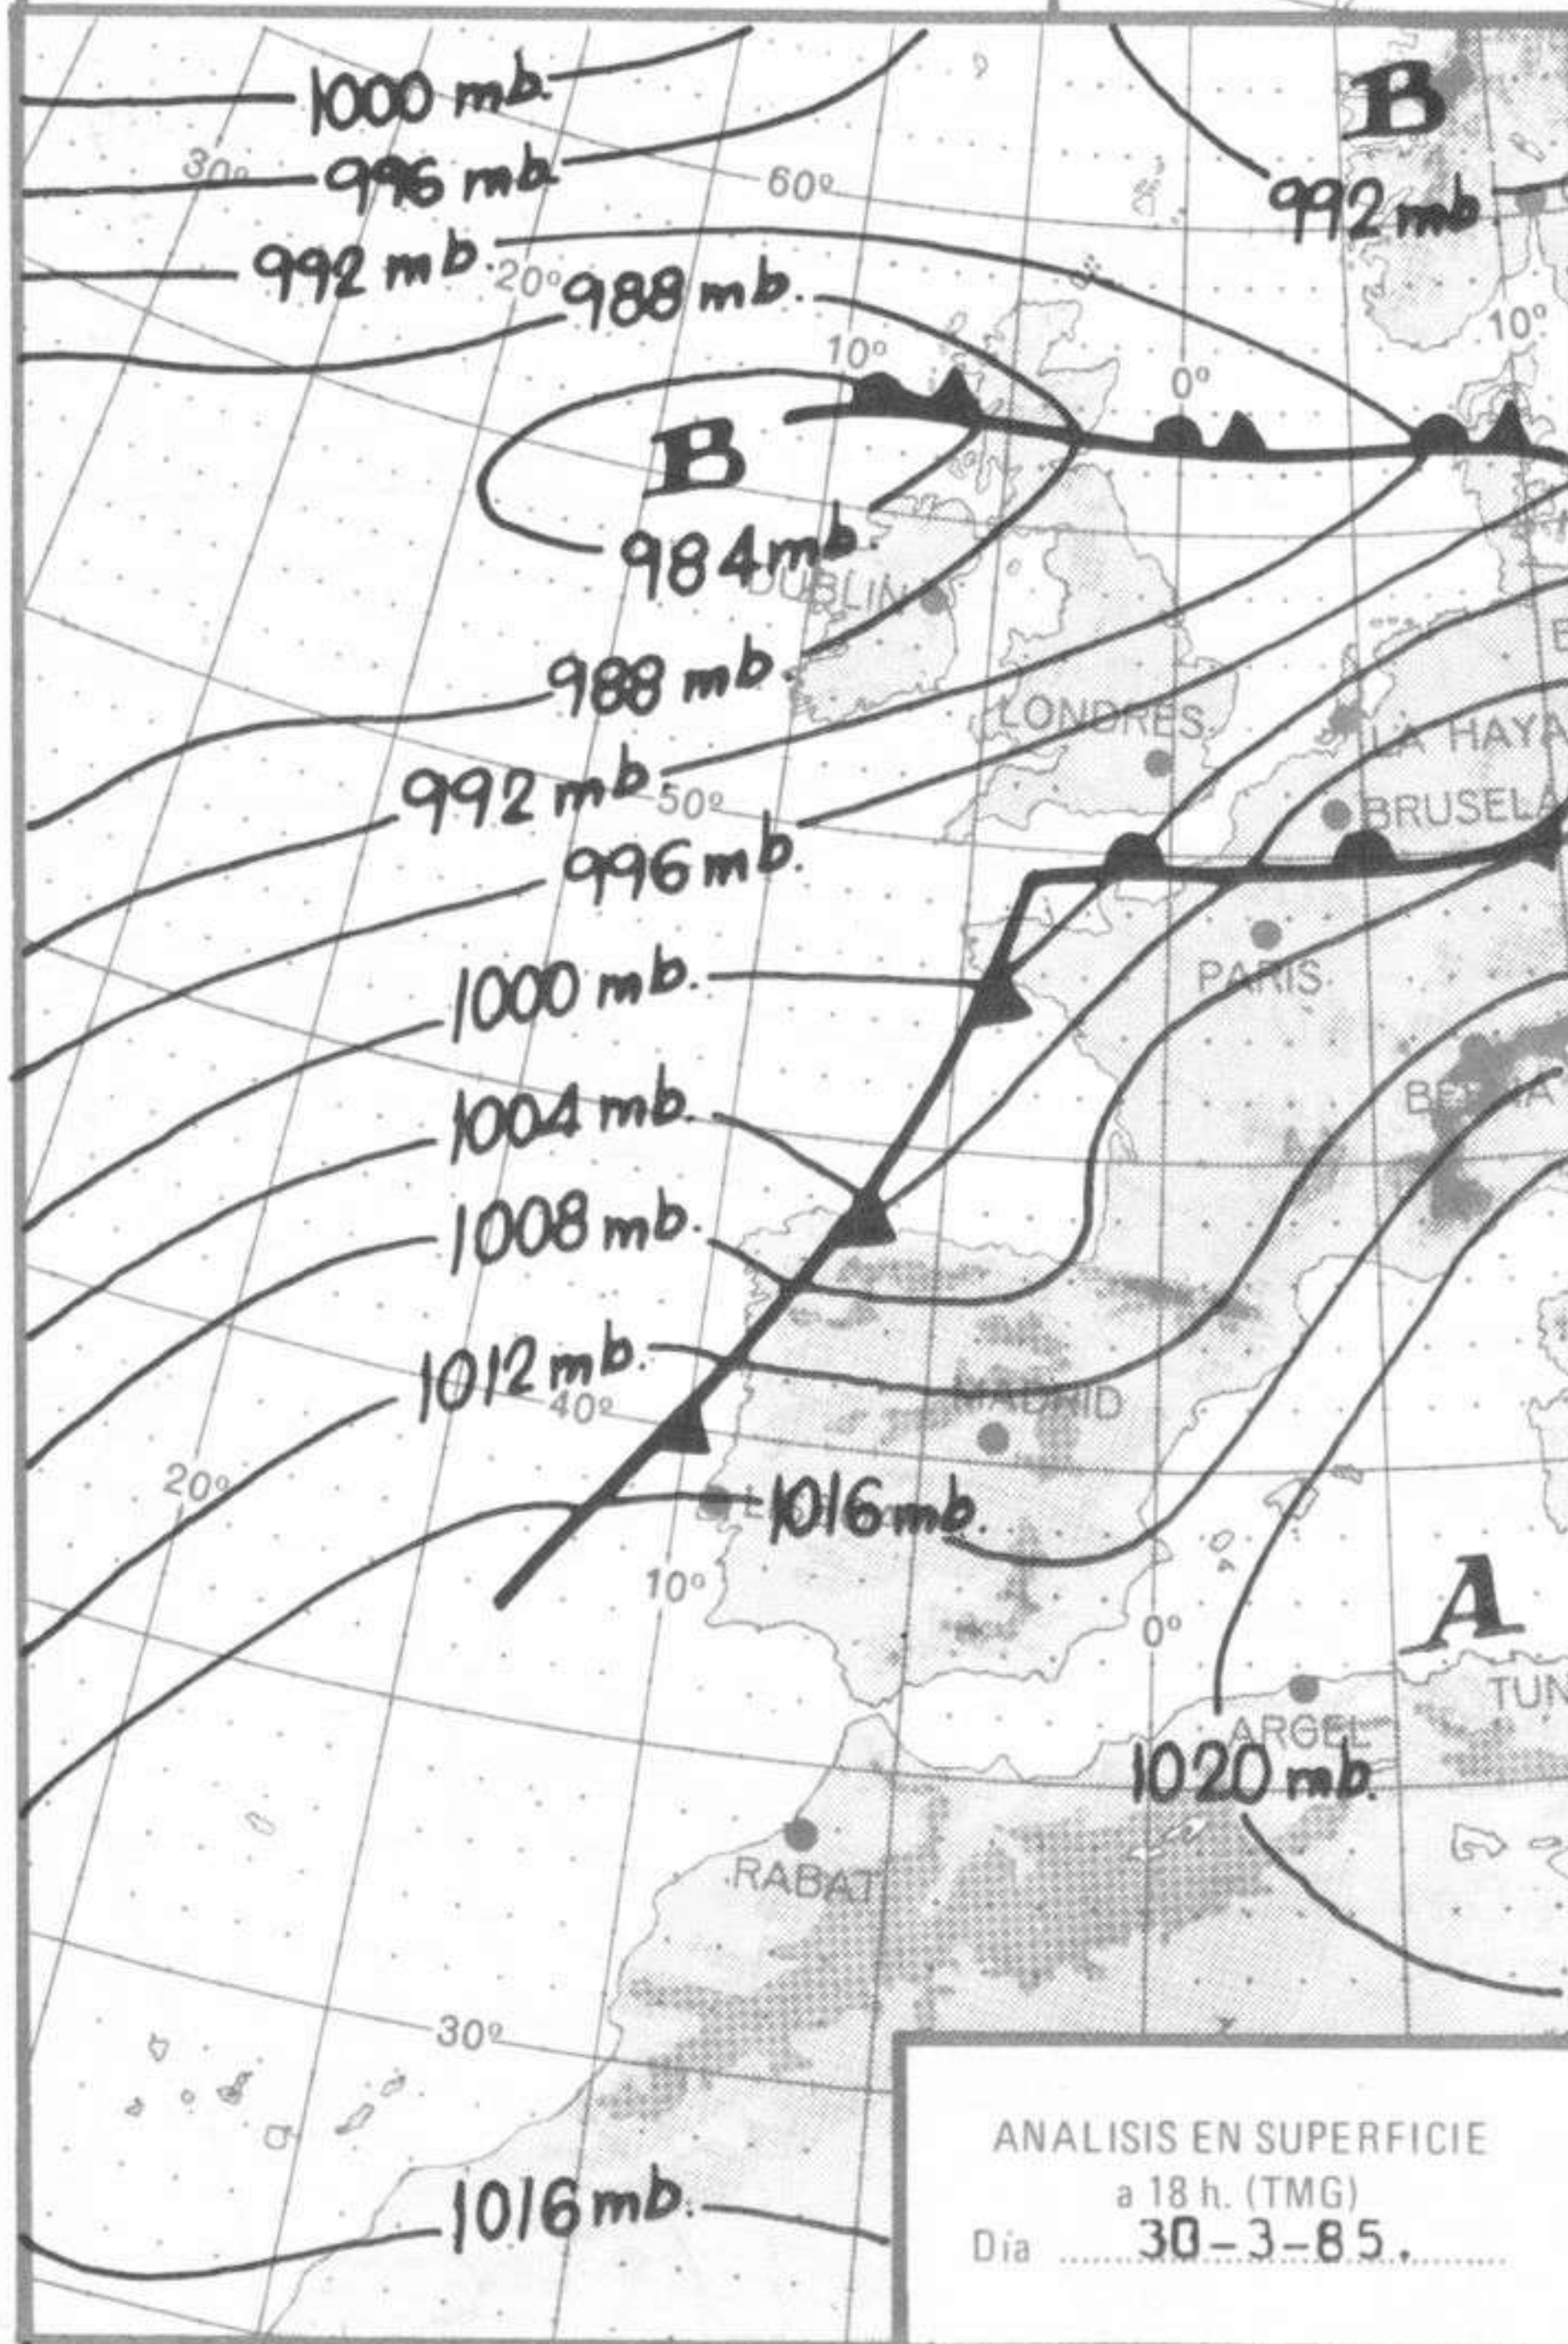 1000 mb.
B
30º
996 mb.
60º
992 mb
992 mb.
20º
988 mb.
10º
10º
0º
B
984 mb.
DUBLIN
988 mb.
LONDRES
LA HAYA
992 mb.
50º
BRUSELA
996 mb.
PARIS
1000 mb.
1004 mb.
1008 mb.
1012 mb.
40º
MADRID
20º
1016 mb.
10º
0º
A
TUN
ARGEL
1020 mb.
RABAT
30º
ANALISIS EN SUPERFICIE
a 18 h. (TMG)
Día 30-3-85.
1016 mb.